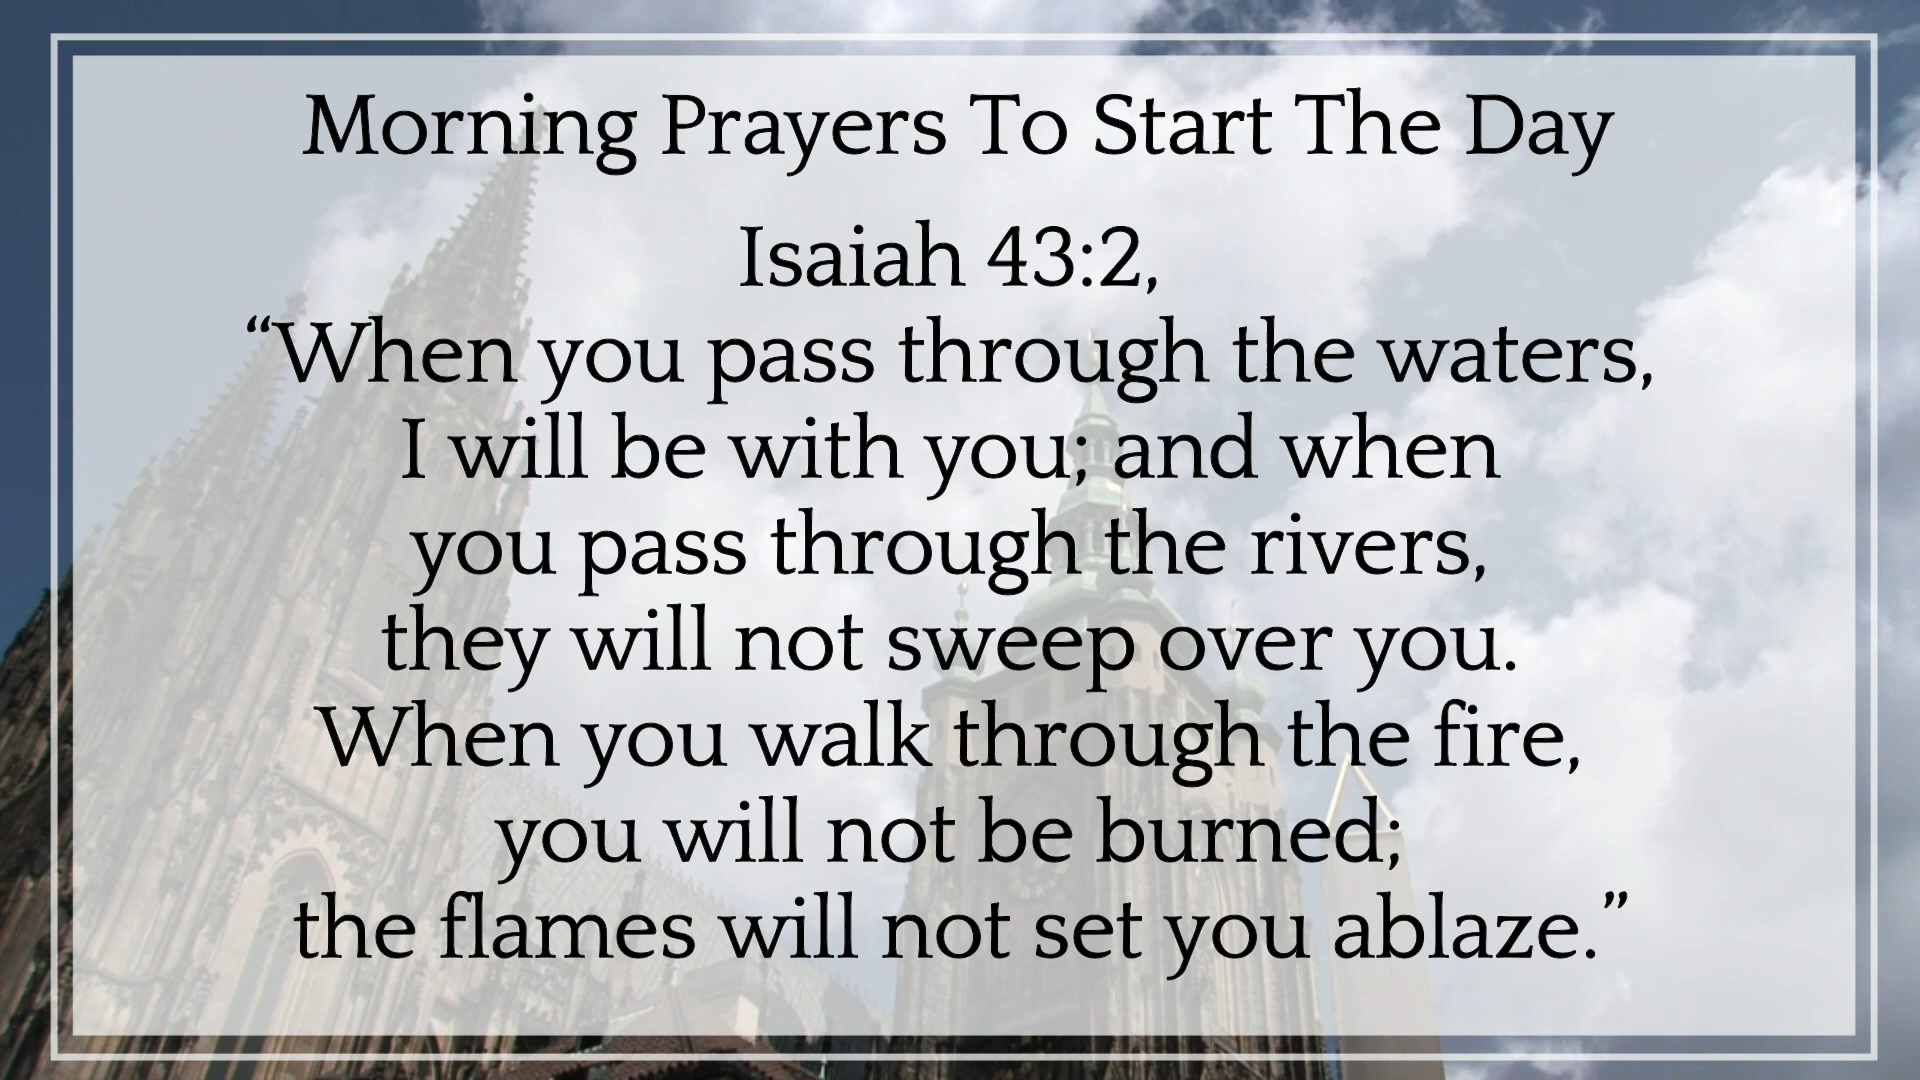 Morning Prayers To Start The Day
Isaiah 43:2,
“When you pass through the waters,
I will be with you; and when
you pass through the rivers,
they will not sweep over you.
When you walk through the fire,
you will not be burned;
the flames will not set you ablaze.”